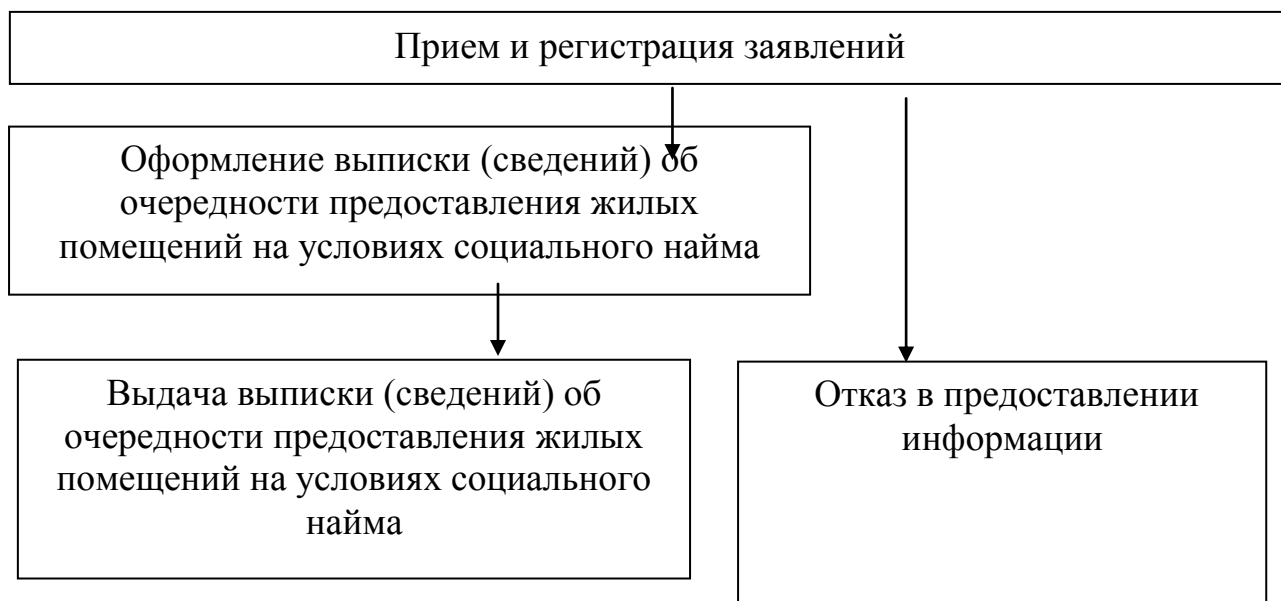 Прием и регистрация заявлений
Оформление выписки (сведений) об
очередности предоставления жилых
помещений на условиях социального найма
Выдача выписки (сведений) об
очередности предоставления жилых
помещений на условиях социального
найма
Отказ в предоставлении
информации